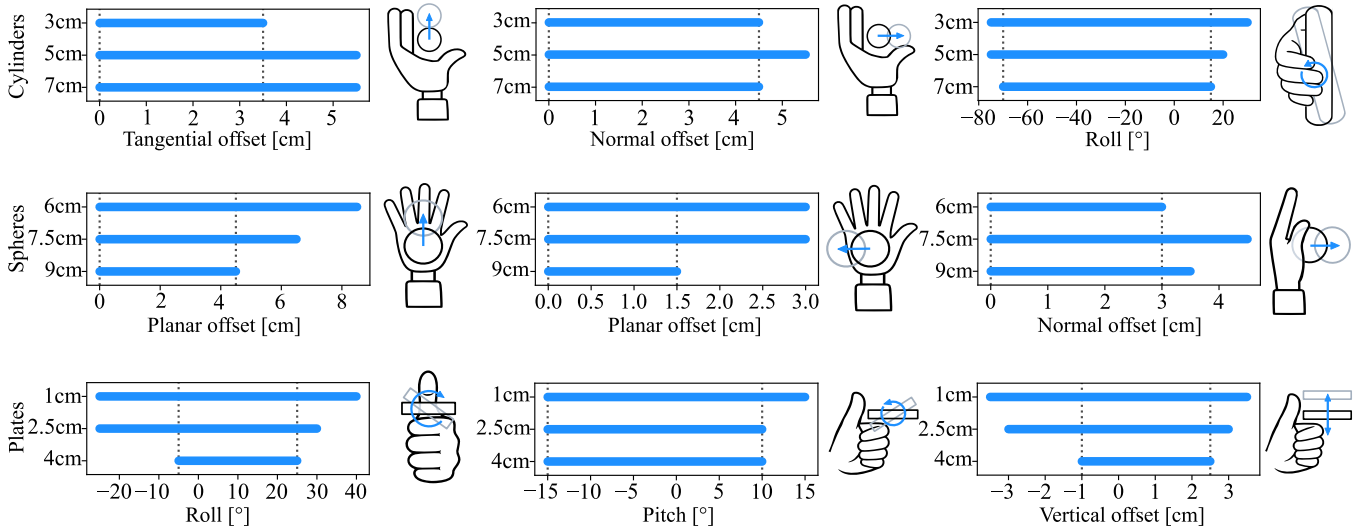 Cylinders
3cm
5cm
7cm
0 1 2 3 4 5
Tangential offset [cm]
0 1 2 3 4 5
Normal offset [cm]
−80 −60 −40 −20 0 20
Roll [°]
Spheres
6cm
7.5cm
9cm
0 2 4 6 8
Planar offset [cm]
6cm
7.5cm
9cm
0.0 0.5 1.0 1.5 2.0 2.5 3.0
Planar offset [cm]
6cm
7.5cm
9cm
0 1 2 3 4
Normal offset [cm]
Plates
1cm
2.5cm
4cm
−20 −10 0 10 20 30 40
Roll [°]
1cm
2.5cm
4cm
−15 −10 −5 0 5 10 15
Pitch [°]
1cm
2.5cm
4cm
−3 −2 −1 0 1 2 3
Vertical offset [cm]
3cm
5cm
7cm
3cm
5cm
7cm